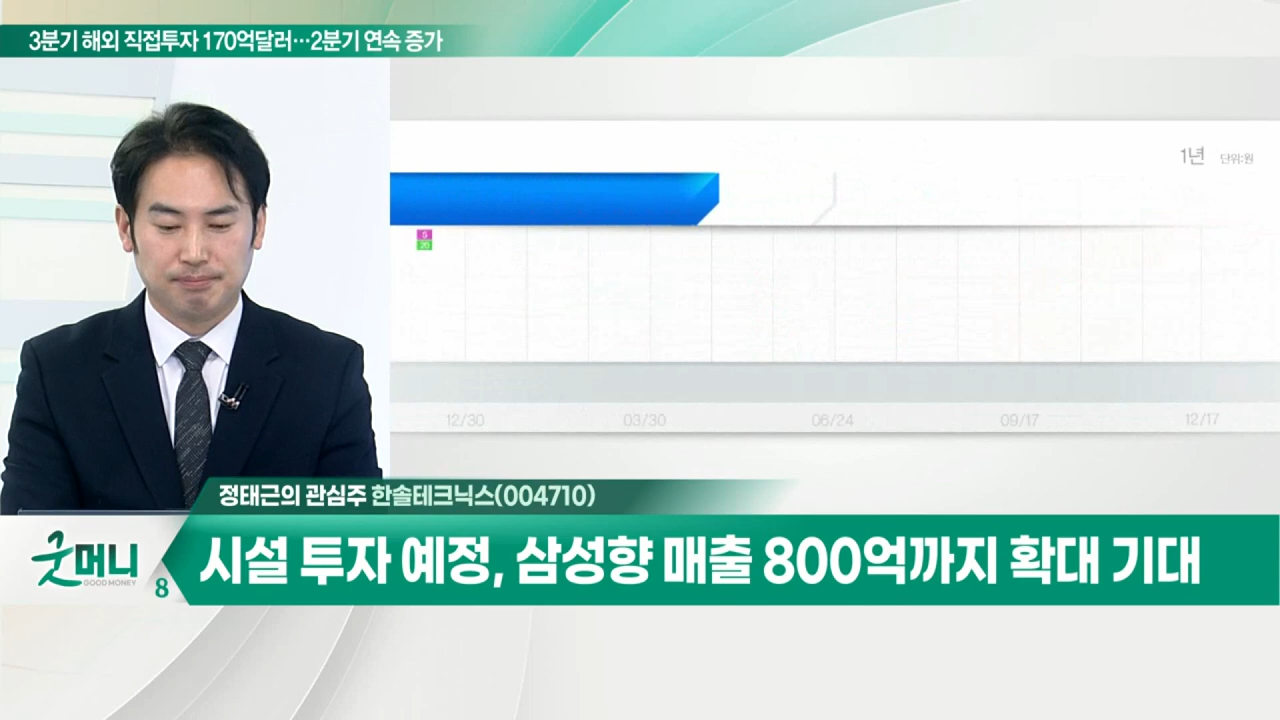 3분기 해외 직접투자 170억달러…2분기 연속 증가
1년 단위:원
5
20
12/30 03/30 06/24 09/17 12/17
정태근의 관심주 한솔테크닉스(004710)
굿머니
GOOD MONEY
8
시설 투자 예정, 삼성향 매출 800억까지 확대 기대